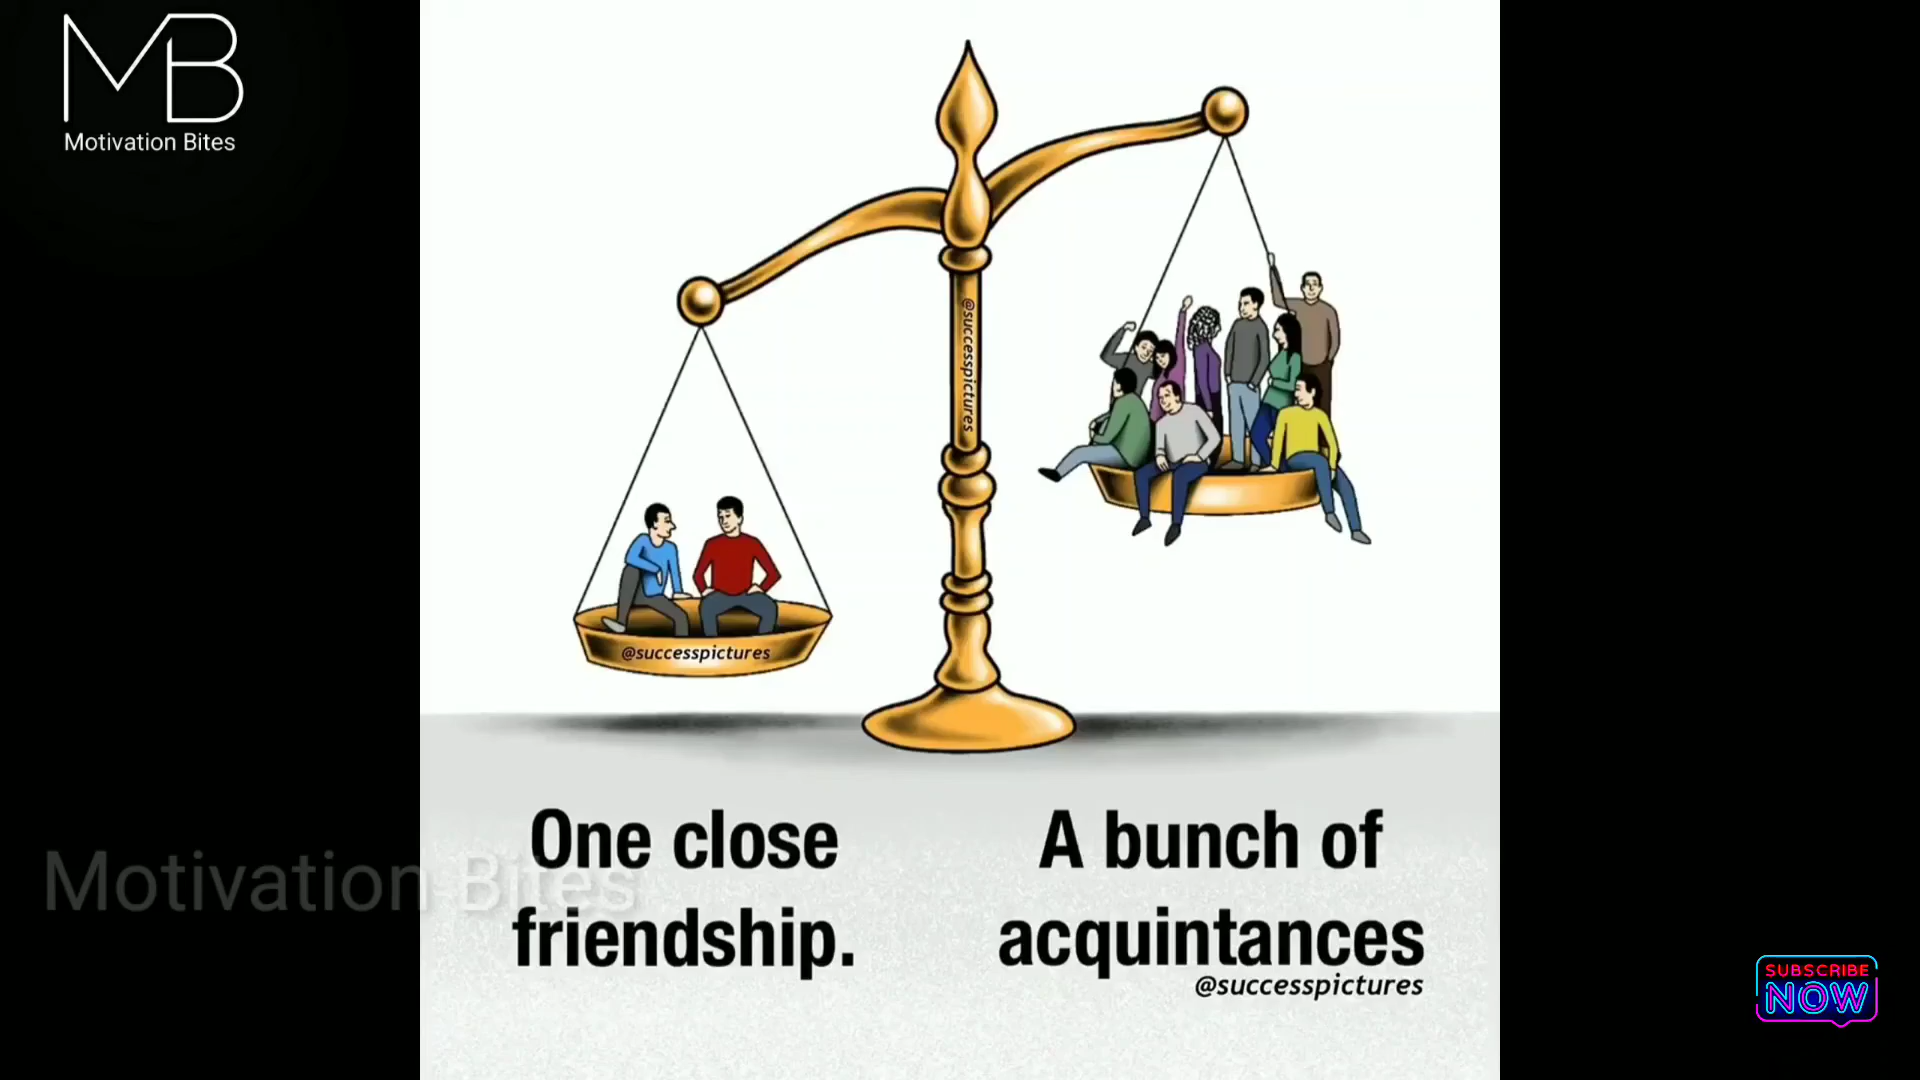 MB
Motivation Bites
@successpictures
@successpictures
One close
friendship.
A bunch of
acquintances
@successpictures
Motivation Bites
SUBSCRIBE
NOW